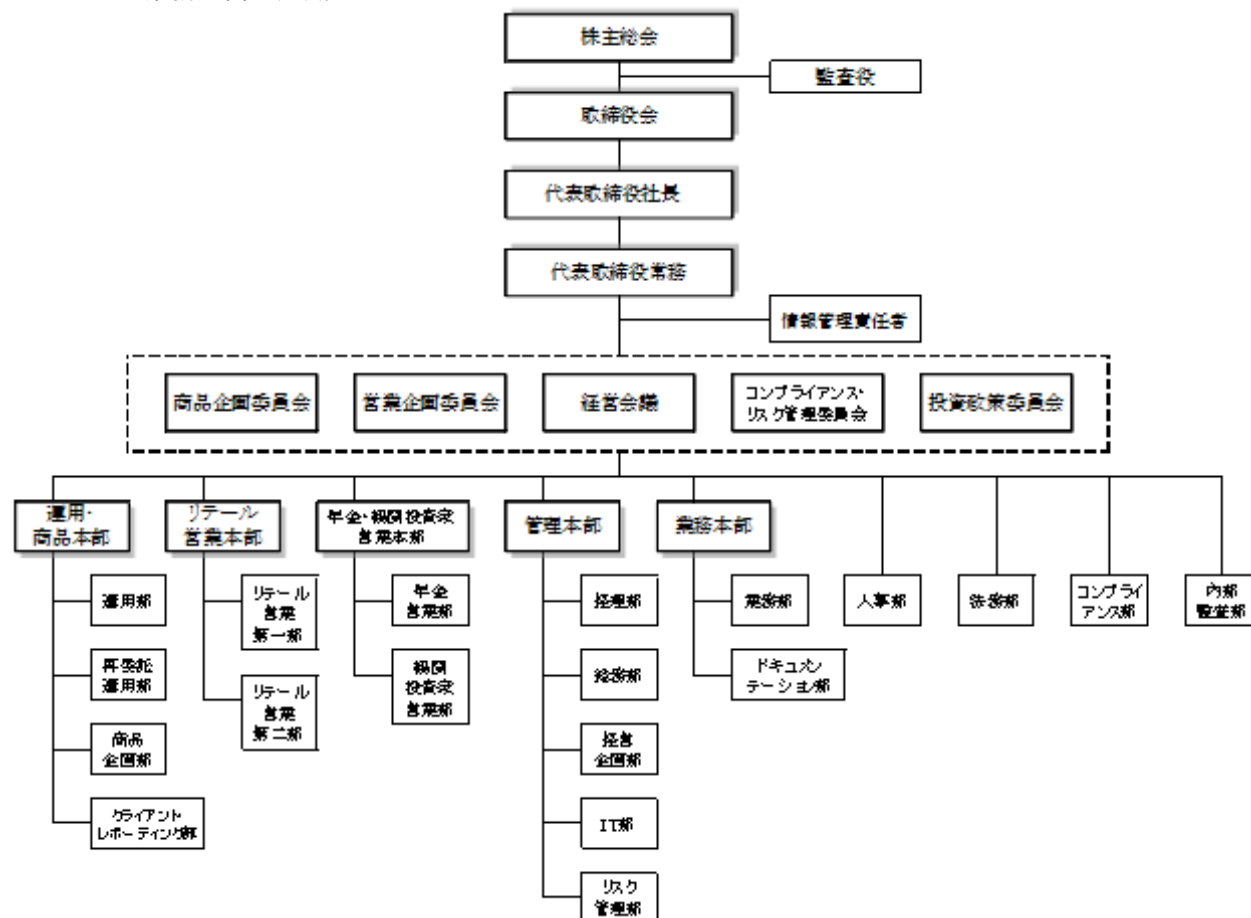 株主総会
監査役
取締役会
代表取締役社長
代表取締役常務
情報管理責任者
商品企画委員会
営業企画委員会
経営会議
コンプライアンス・
リスク管理委員会
投資政策委員会
運用・
商品本部
リテール
営業本部
年金・機関投資家
営業本部
管理本部
業務本部
運用部
再委託
運用部
商品
企画部
クライアント
レポーティング部
リテール
営業
第一部
リテール
営業
第二部
年金
営業部
機関
投資家
営業部
経理部
総務部
経営
企画部
IT部
リスク
管理部
業務部
ドキュメン
テーション部
人事部
法務部
コンプライ
アンス部
内部
監査部